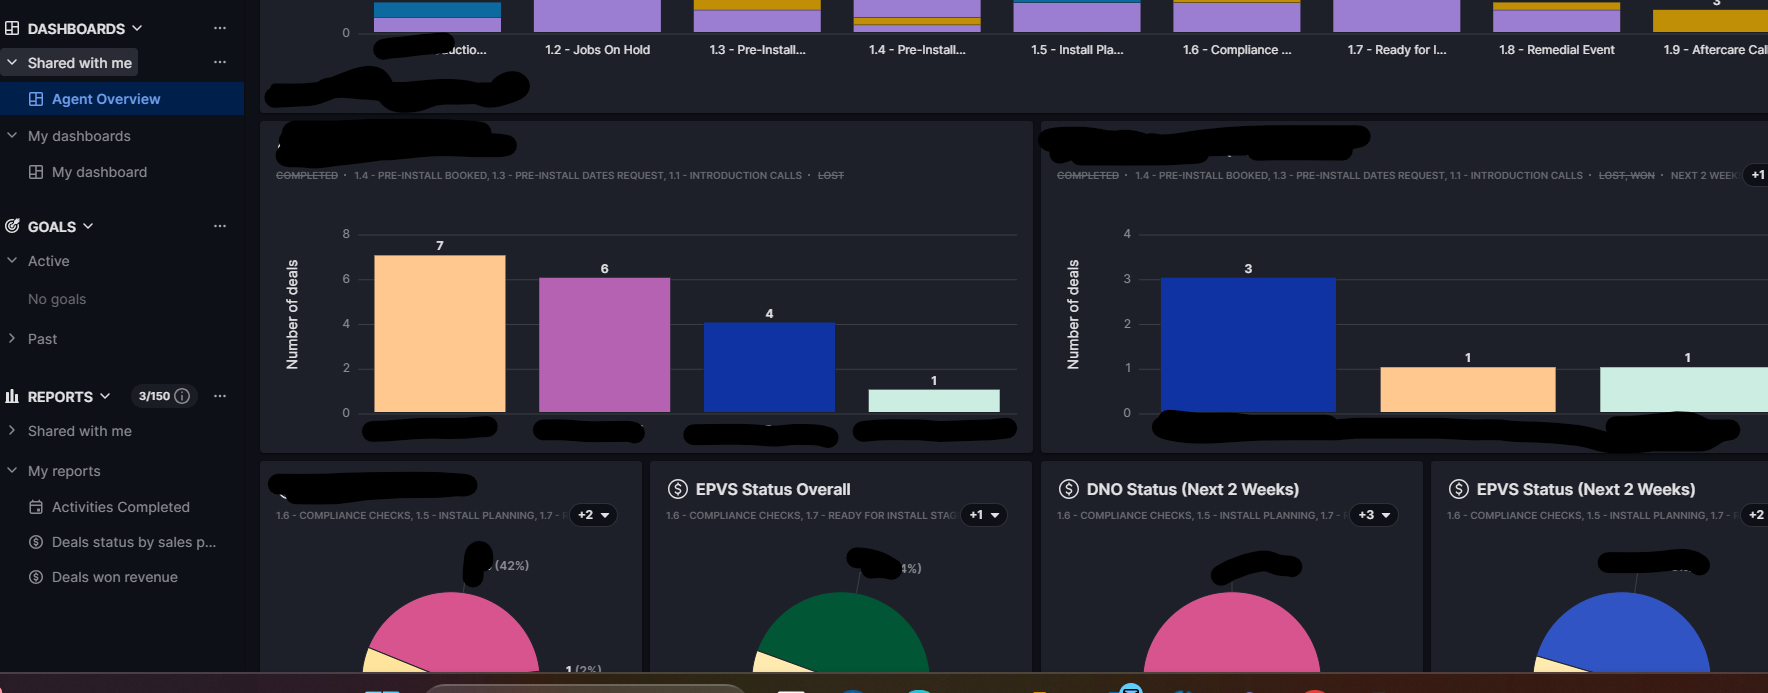 DASHBOARDS
Shared with me
Agent Overview
My dashboards
My dashboard
GOALS
Active
No goals
Past
REPORTS 3/150
Shared with me
My reports
Activities Completed
Deals status by sales p...
Deals won revenue
3
0
1.2 - Jobs On Hold 1.3 - Pre-Install... 1.4 - Pre-Install... 1.5 - Install Pla... 1.6 - Compliance ... 1.7 - Ready for I... 1.8 - Remedial Event 1.9 - Aftercare Cal
COMPLETED · 1.4 - PRE-INSTALL BOOKED, 1.3 - PRE-INSTALL DATES REQUEST, 1.1 - INTRODUCTION CALLS · LOST
Number of deals
8
6
4
2
0
7
6
4
1
COMPLETED · 1.4 - PRE-INSTALL BOOKED, 1.3 - PRE-INSTALL DATES REQUEST, 1.1 - INTRODUCTION CALLS · LOST, WON · NEXT 2 WEEK +1
Number of deals
4
3
2
1
0
3
1
1
1.6 - COMPLIANCE CHECKS, 1.5 - INSTALL PLANNING, 1.7 - +2
(42%)
1 (2%)
EPVS Status Overall
1.6 - COMPLIANCE CHECKS, 1.7 - READY FOR INSTALL STAG +1
4%)
DNO Status (Next 2 Weeks)
1.6 - COMPLIANCE CHECKS, 1.5 - INSTALL PLANNING, 1.7 - +3
EPVS Status (Next 2 Weeks)
1.6 - COMPLIANCE CHECKS, 1.5 - INSTALL PLANNING, 1.7 - +2